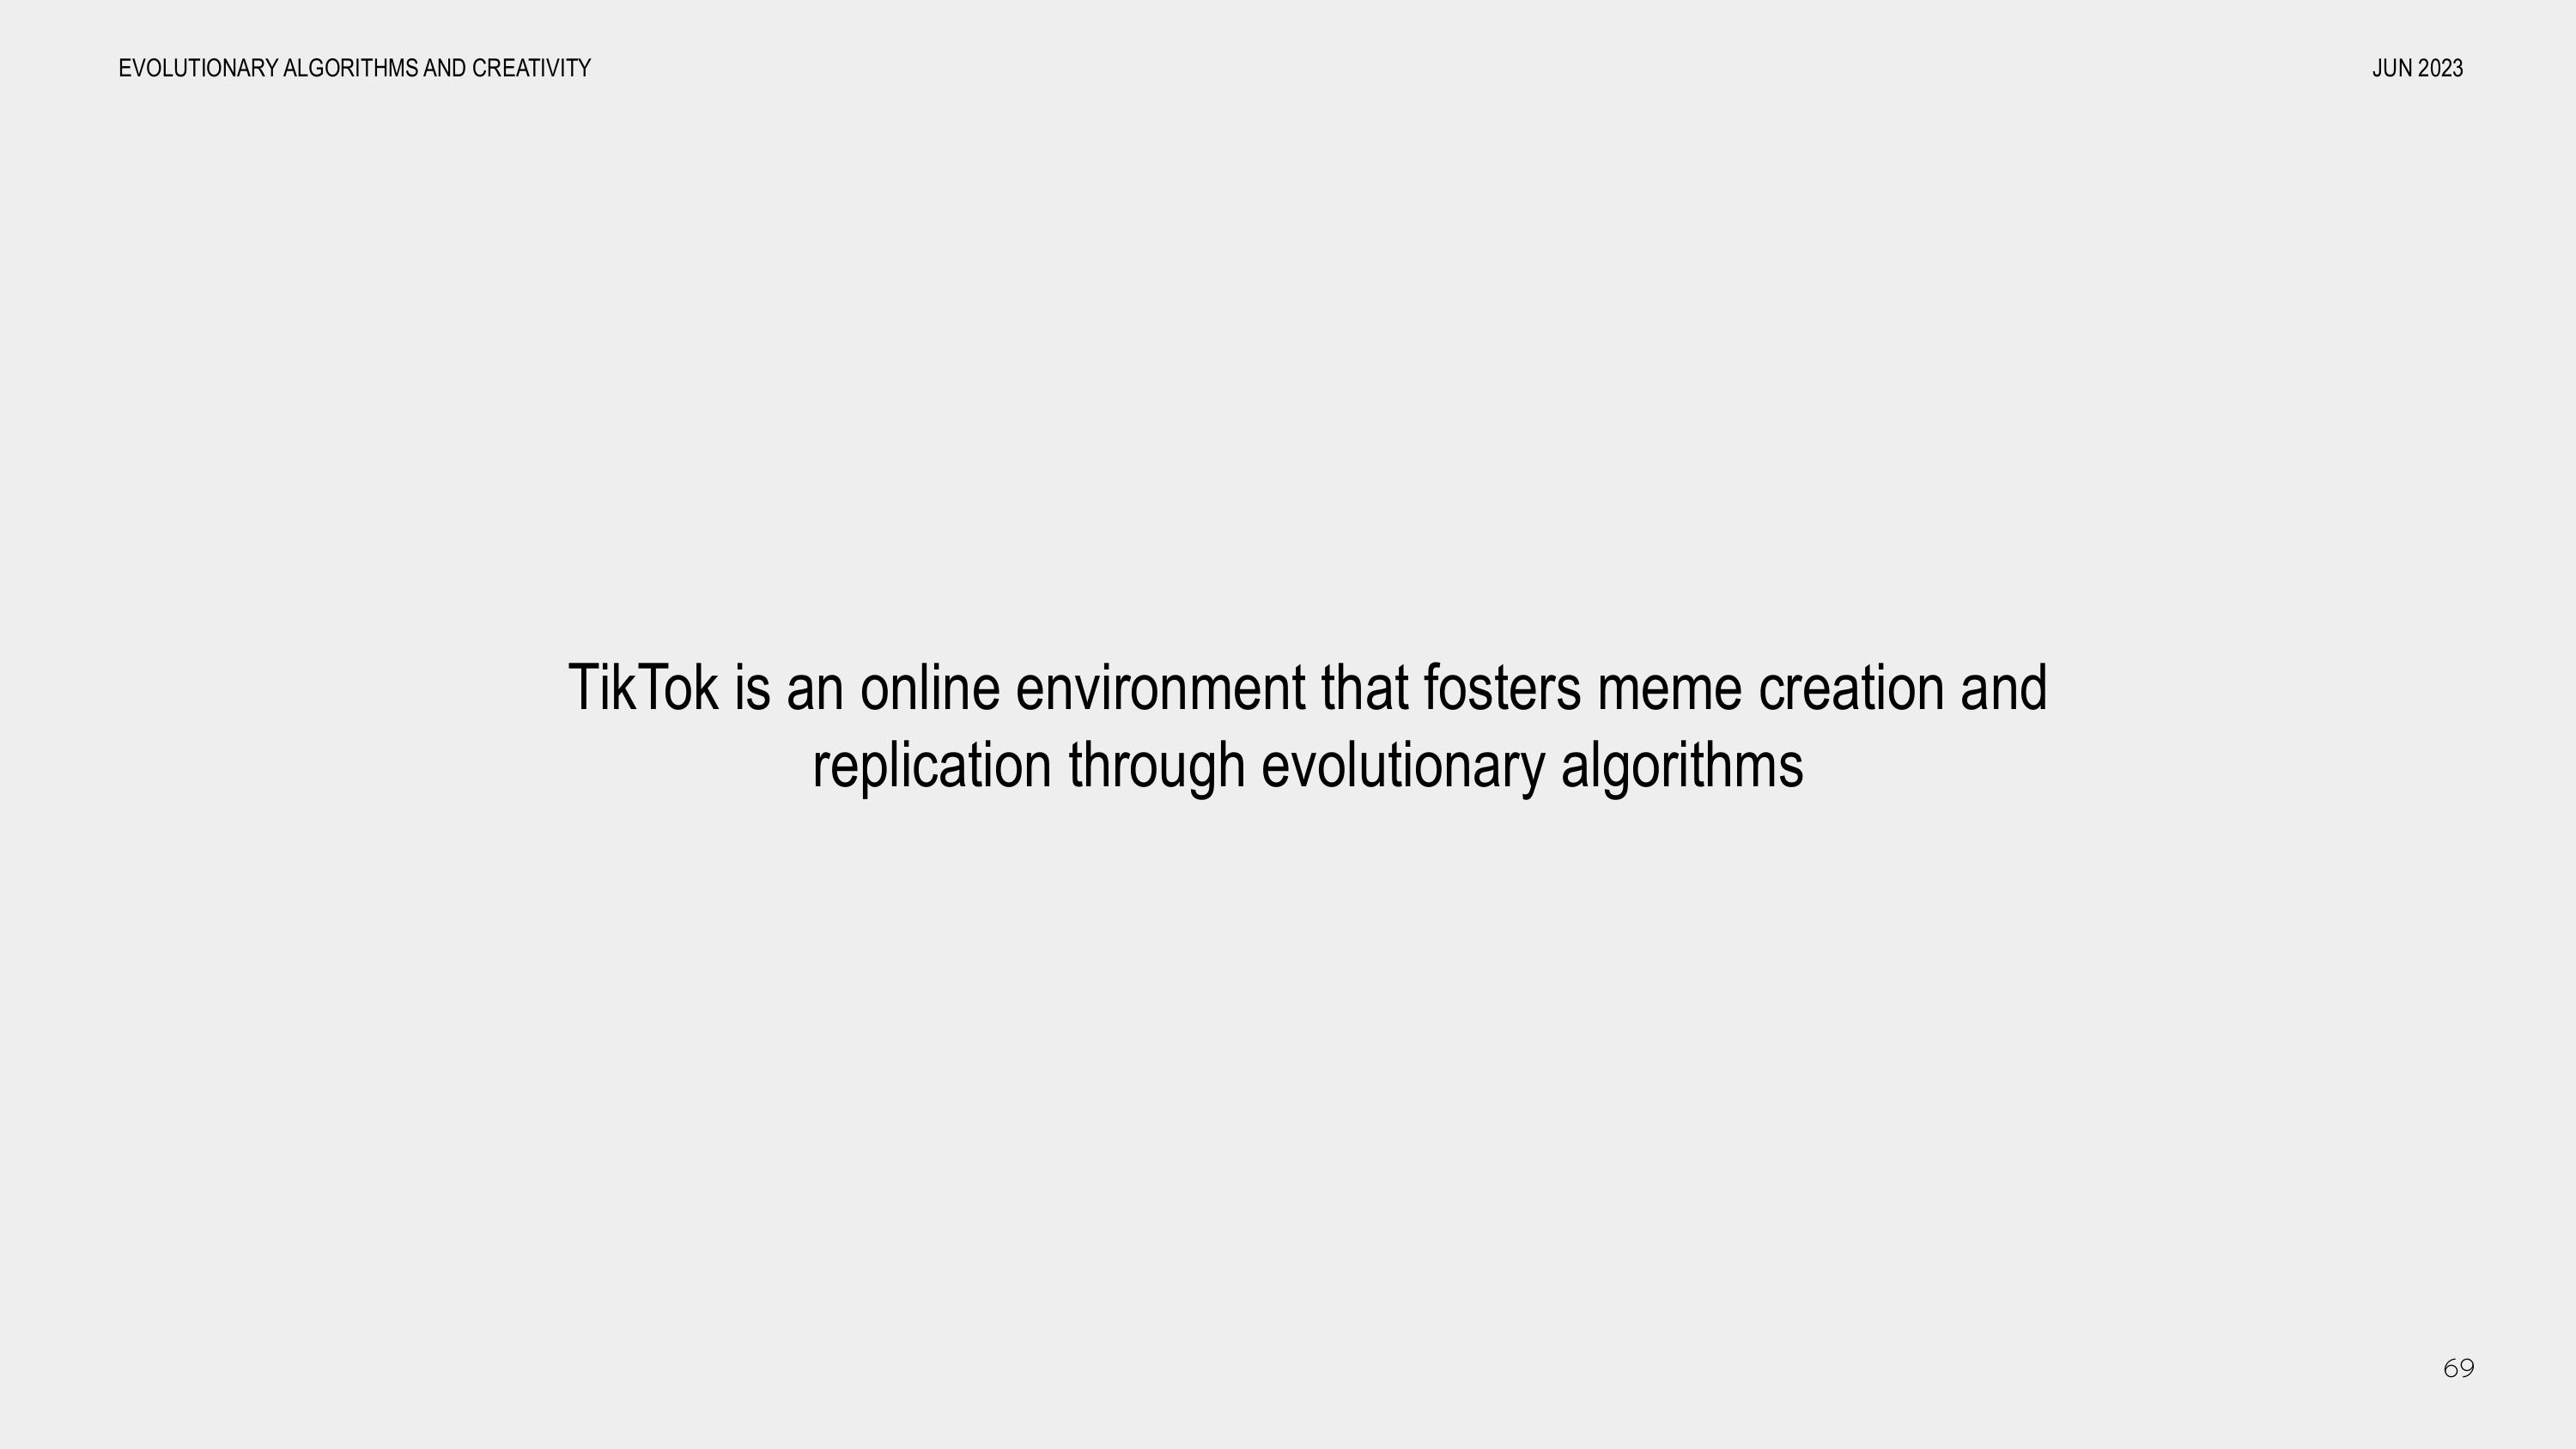 EVOLUTIONARY ALGORITHMS AND CREATIVITY
JUN 2023
TikTok is an online environment that fosters meme creation and
replication through evolutionary algorithms
69